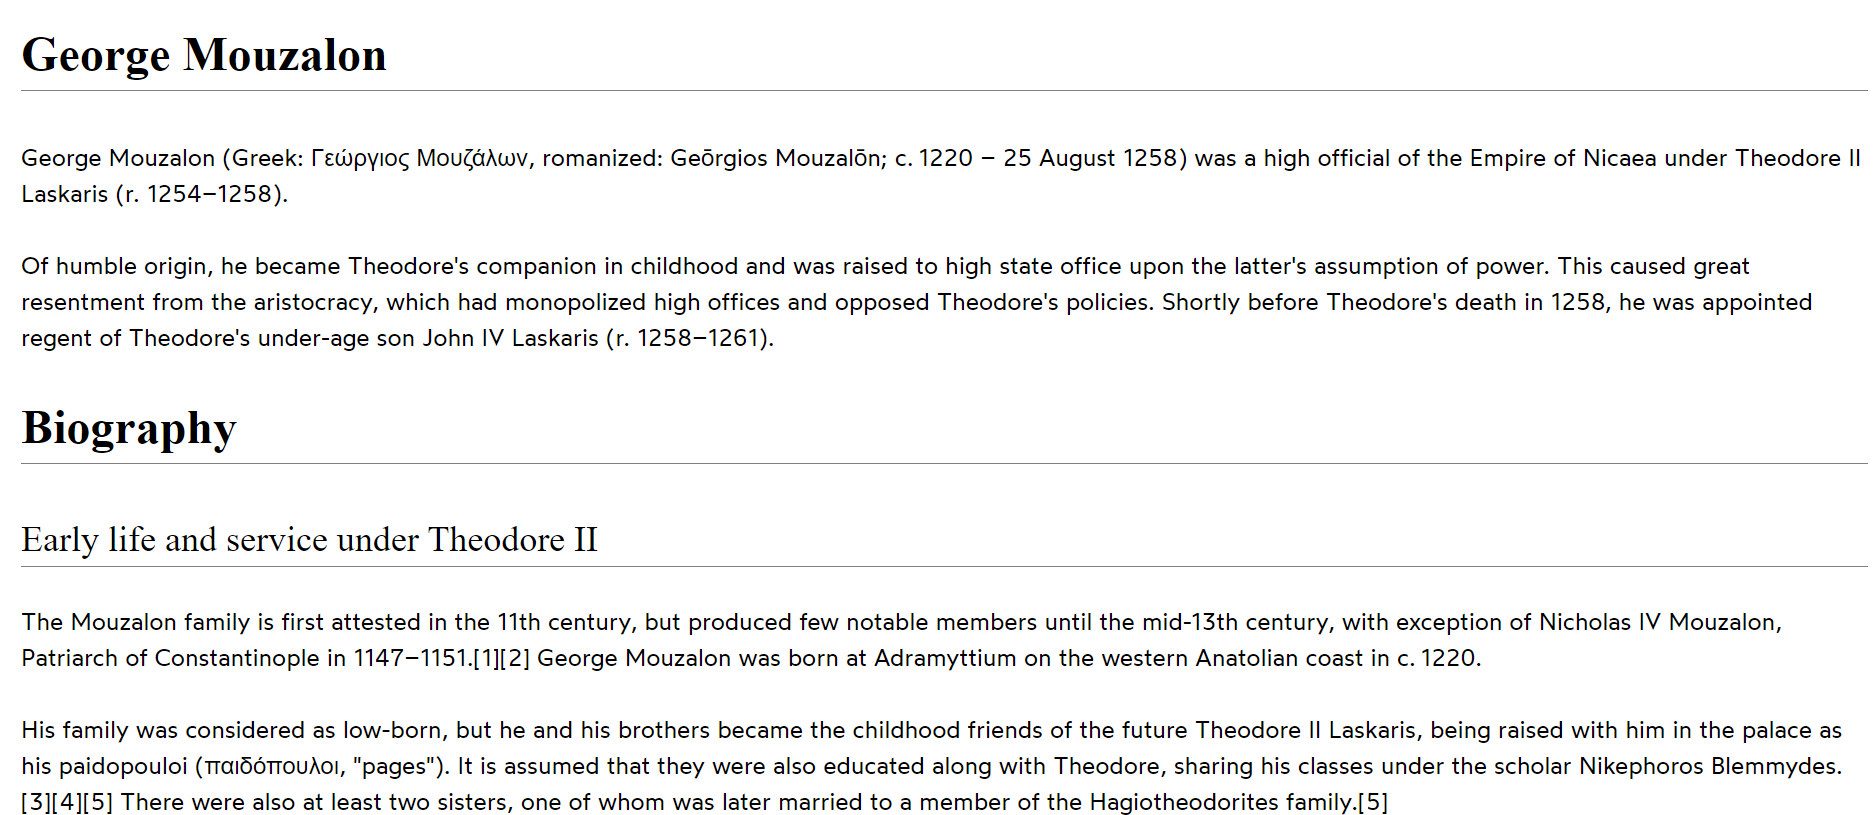 George Mouzalon
George Mouzalon (Greek: Γεώργιος Μουζάλων, romanized: Geōrgios Mouzalōn; c. 1220 – 25 August 1258) was a high official of the Empire of Nicaea under Theodore II
Laskaris (r. 1254–1258).
Of humble origin, he became Theodore's companion in childhood and was raised to high state office upon the latter's assumption of power. This caused great
resentment from the aristocracy, which had monopolized high offices and opposed Theodore's policies. Shortly before Theodore's death in 1258, he was appointed
regent of Theodore's under-age son John IV Laskaris (r. 1258–1261).
Biography
Early life and service under Theodore II
The Mouzalon family is first attested in the 11th century, but produced few notable members until the mid-13th century, with exception of Nicholas IV Mouzalon,
Patriarch of Constantinople in 1147–1151.[1][2] George Mouzalon was born at Adramyttium on the western Anatolian coast in c. 1220.
His family was considered as low-born, but he and his brothers became the childhood friends of the future Theodore II Laskaris, being raised with him in the palace as
his paidopouloi (παιδόπουλοι, "pages"). It is assumed that they were also educated along with Theodore, sharing his classes under the scholar Nikephoros Blemmydes.
[3][4][5] There were also at least two sisters, one of whom was later married to a member of the Hagiotheodorites family.[5]